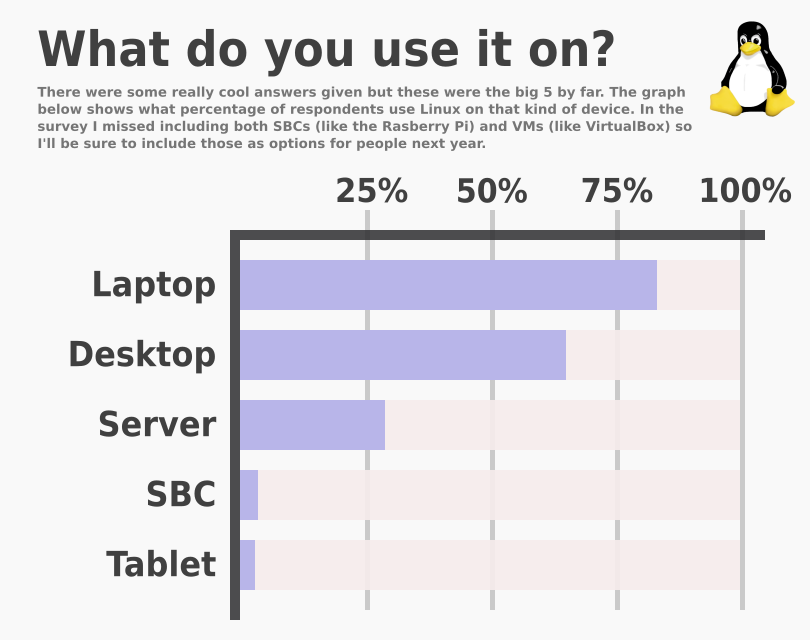 What do you use it on?
There were some really cool answers given but these were the big 5 by far. The graph
below shows what percentage of respondents use Linux on that kind of device. In the
survey I missed including both SBCs (like the Rasberry Pi) and VMs (like VirtualBox) so
I'll be sure to include those as options for people next year.
25% 50% 75% 100%
Laptop
Desktop
Server
SBC
Tablet